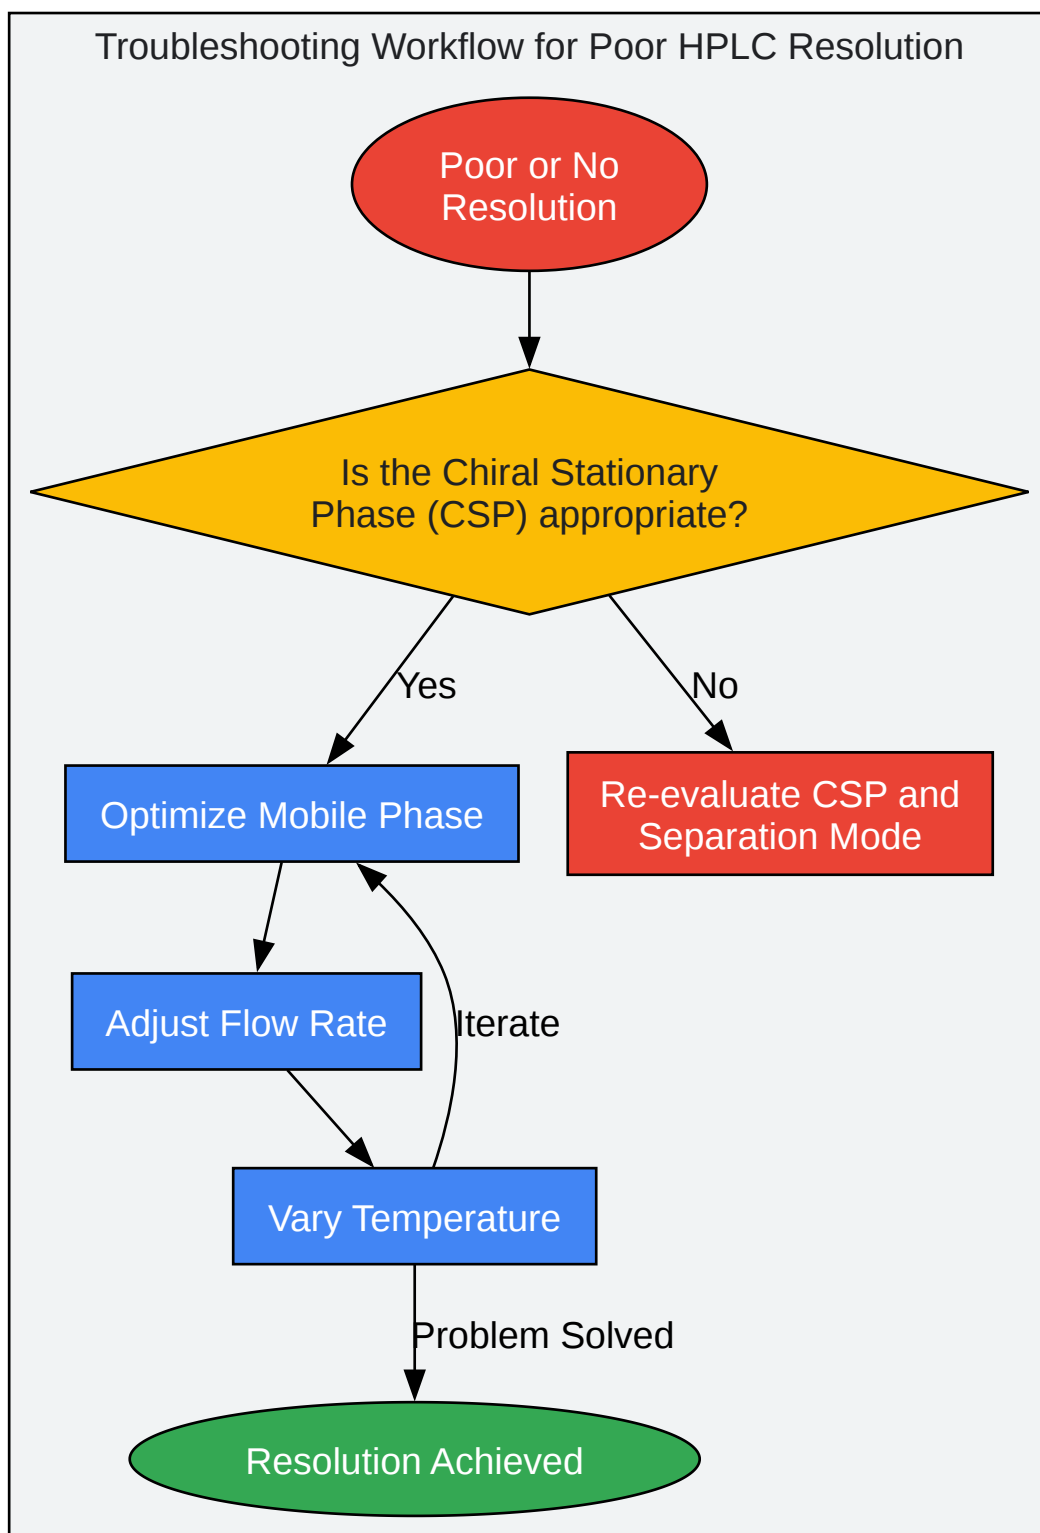 Troubleshooting Workflow for Poor HPLC Resolution
Poor or No
Resolution
Is the Chiral Stationary
Phase (CSP) appropriate?
Yes
No
Optimize Mobile Phase
Re-evaluate CSP and
Separation Mode
Adjust Flow Rate
Iterate
Vary Temperature
Problem Solved
Resolution Achieved